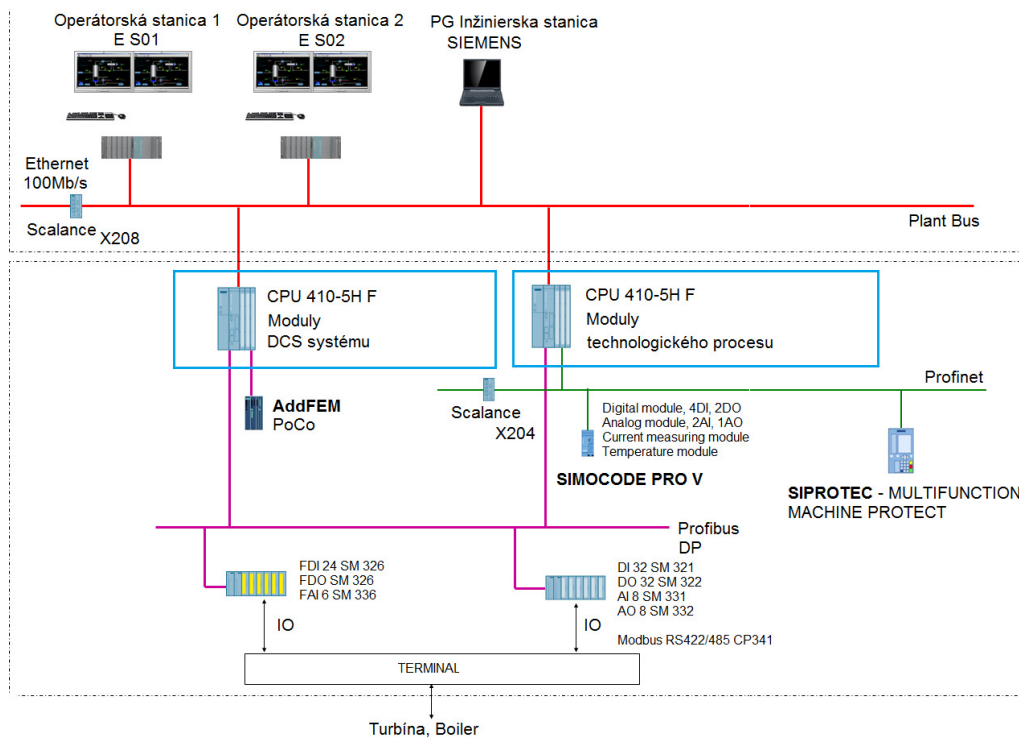 Operátorská stanica 1
E S01
Operátorská stanica 2
E S02
PG Inžinierska stanica
SIEMENS
Ethernet
100Mb/s
Scalance
X208
Plant Bus
CPU 410-5H F
Moduly
DCS systému
CPU 410-5H F
Moduly
technologického procesu
Profinet
AddFEM
PoCo
Scalance
X204
Digital module, 4DI, 2DO
Analog module, 2AI, 1AO
Current measuring module
Temperature module
SIMOCODE PRO V
SIPROTEC - MULTIFUNCTION
MACHINE PROTECT
Profibus
DP
FDI 24 SM 326
FDO SM 326
FAI 6 SM 336
DI 32 SM 321
DO 32 SM 322
AI 8 SM 331
AO 8 SM 332
IO
IO
Modbus RS422/485 CP341
TERMINAL
Turbína, Boiler